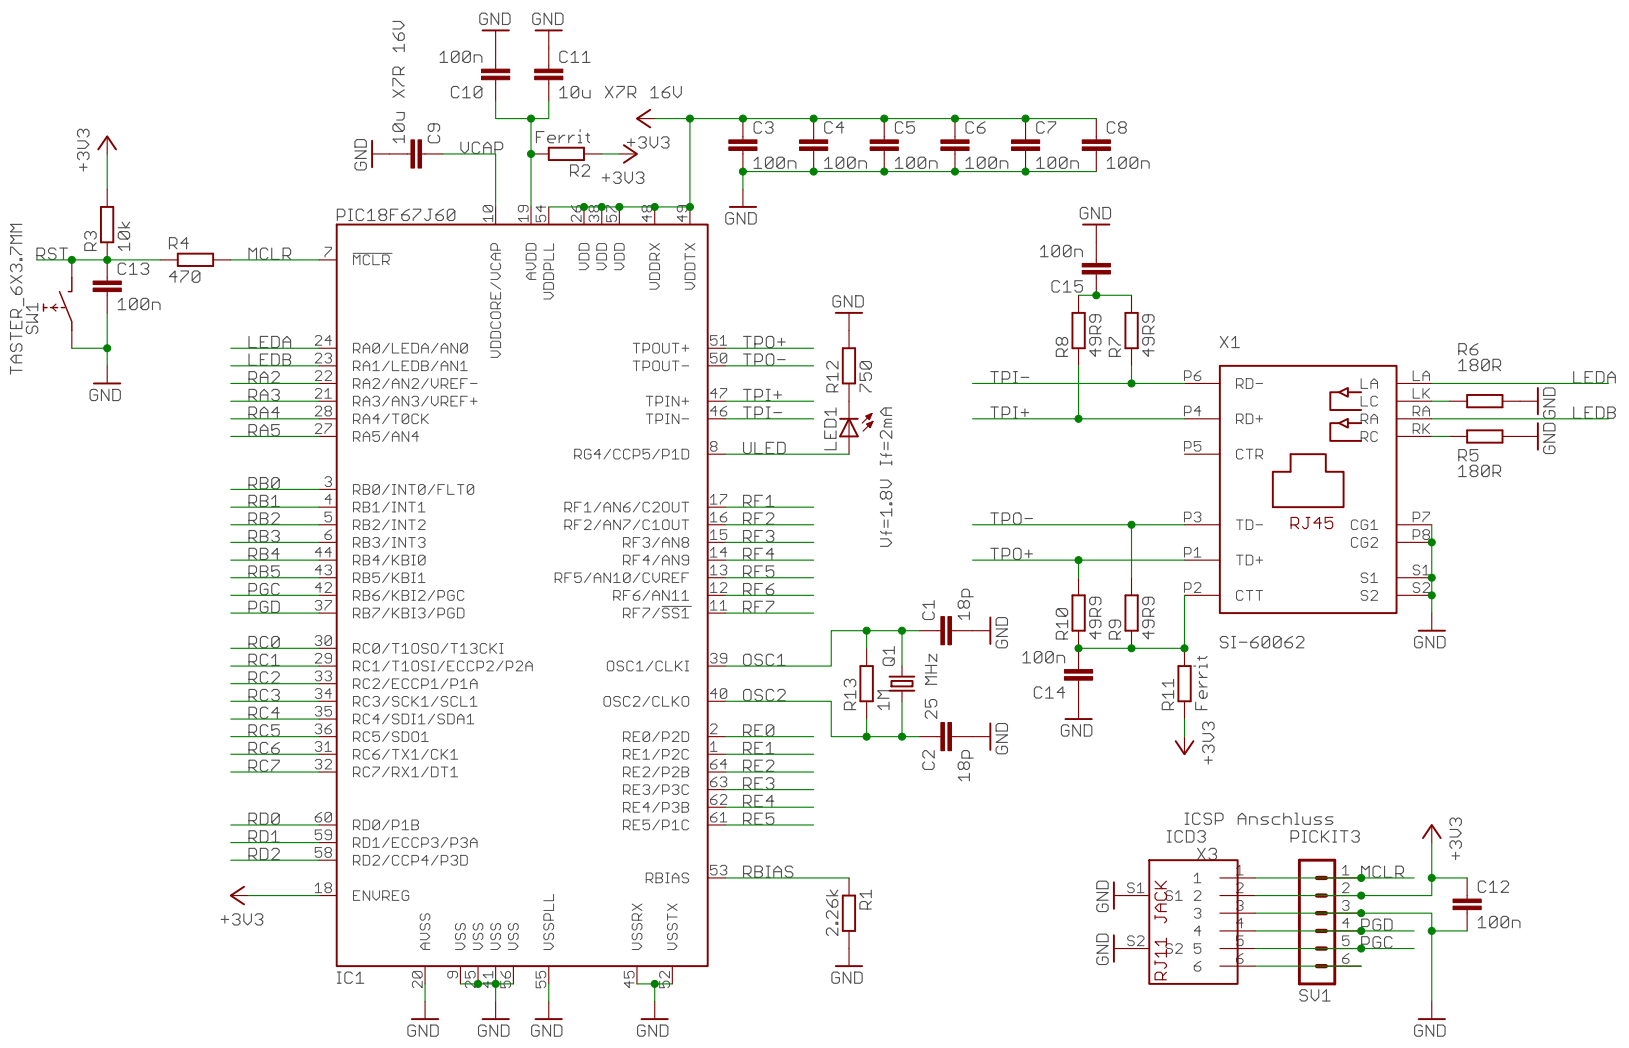 GND
GND
10u X7R 16V
100n
C10
C11
10u X7R 16V
C9
GND
VCAP
Ferrit
R2
+3V3
+3V3
C3
100n
C4
100n
C5
100n
C6
100n
C7
100n
C8
100n
GND
+3V3
R3
10k
TASTER_6X3.7MM
SW1
RST
C13
100n
GND
R4
470
MCLR
PIC18F67J60
10
19
54
26
38
57
48
49
VDDCORE/VCAP
AVDD
VDDPLL
VDD
VDD
VDD
VDDRX
VDDTX
7 MCLR
LEDA 24 RA0/LEDA/AN0
LEDB 23 RA1/LEDB/AN1
RA2 22 RA2/AN2/VREF-
RA3 21 RA3/AN3/VREF+
RA4 28 RA4/T0CK
RA5 27 RA5/AN4
RB0 3 RB0/INT0/FLT0
RB1 4 RB1/INT1
RB2 5 RB2/INT2
RB3 6 RB3/INT3
RB4 44 RB4/KBI0
RB5 43 RB5/KBI1
PGC 42 RB6/KBI2/PGC
PGD 37 RB7/KBI3/PGD
RC0 30 RC0/T1OSO/T13CKI
RC1 29 RC1/T1OSI/ECCP2/P2A
RC2 33 RC2/ECCP1/P1A
RC3 34 RC3/SCK1/SCL1
RC4 35 RC4/SDI1/SDA1
RC5 36 RC5/SDO1
RC6 31 RC6/TX1/CK1
RC7 32 RC7/RX1/DT1
RD0 60 RD0/P1B
RD1 59 RD1/ECCP3/P3A
RD2 58 RD2/CCP4/P3D
+3V3
18 ENVREG
TPOUT+ 51 TPO+
TPOUT- 50 TPO-
TPIN+ 47 TPI+
TPIN- 46 TPI-
RG4/CCP5/P1D 8 ULED
RF1/AN6/C2OUT 17 RF1
RF2/AN7/C1OUT 16 RF2
RF3/AN8 15 RF3
RF4/AN9 14 RF4
RF5/AN10/CVREF 13 RF5
RF6/AN11 12 RF6
RF7/SS1 11 RF7
OSC1/CLKI 39 OSC1
OSC2/CLKO 40 OSC2
RE0/P2D 2 RE0
RE1/P2C 1 RE1
RE2/P2B 64 RE2
RE3/P3C 63 RE3
RE4/P3B 62 RE4
RE5/P1C 61 RE5
RBIAS 53 RBIAS
AVSS
VSS
VSS
VSS
VSS
VSSPLL
VSSRX
VSSTX
IC1
20
9
25
41
56
55
45
52
GND
GND
GND
GND
GND
R12
750
LED1
Vf=1.8V If=2mA
R13
1M
Q1
25 MHz
C1
18p
GND
C2
18p
GND
2.26k
R1
GND
GND
100n
C15
R8
49R9
R7
49R9
TPI-
TPI+
TPO-
TPO+
R10
49R9
R9
49R9
100n
C14
GND
R11
Ferrit
+3V3
X1
P6 RD-
P4 RD+
P5 CTR
P3 TD-
P1 TD+
P2 CTT
RJ45
SI-60062
LA LA
LC LK
RA RA
RC RK
CG1 P7
CG2 P8
S1 S1
S2 S2
GND
R6
180R
LEDA
GND
LEDB
GND
R5
180R
ICSP Anschluss
ICD3
PICKIT3
X3
GND
S1
S1
GND
S2
S2
RJ11 JACK
1 1
2 2
3 3
4 4
5 5
6 6
1 MCLR
2
3
4 PGD
5 PGC
6
SV1
+3V3
C12
100n
GND